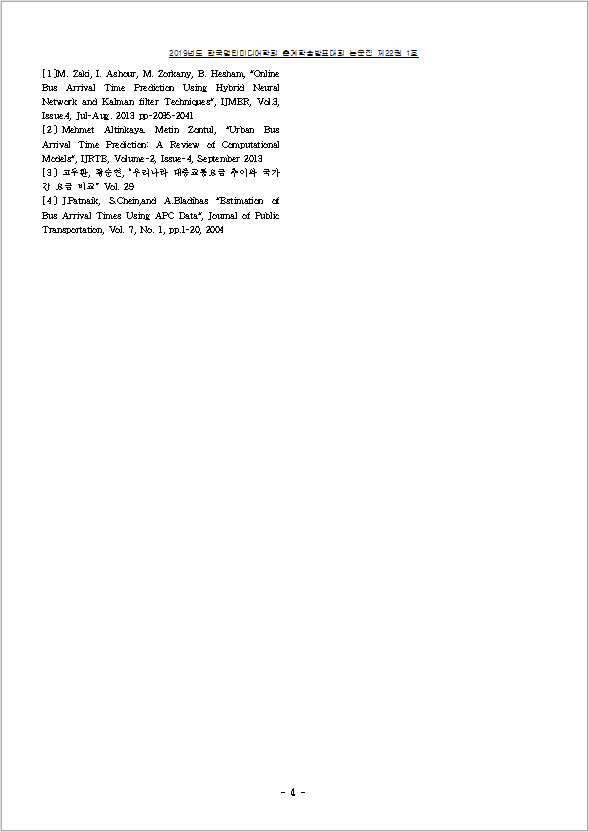 2019년도 한국멀티미디어학회 춘계학술발표대회 논문집 제22권 1호
[1]M. Zaki, I. Ashour, M. Zorkany, B. Hesham, "Online
Bus Arrival Time Prediction Using Hybrid Neural
Network and Kalman filter Techniques", IJMER, Vol.3,
Issue.4, Jul-Aug. 2013 pp-2035-2041
[2] Mehmet Altinkaya. Metin Zontul, "Urban Bus
Arrival Time Prediction: A Review of Computational
Models", IJRTE, Volume-2, Issue-4, September 2013
[3] "우리나라 대중교통요금 추이와 국가
간 요금 비교" Vol. 29
[4] J.Patnaik, S.Chein,and A.Bladihas "Estimation of
Bus Arrival Times Using APC Data", Journal of Public
Transportation, Vol. 7, No. 1, pp.1-20, 2004
- 4 -